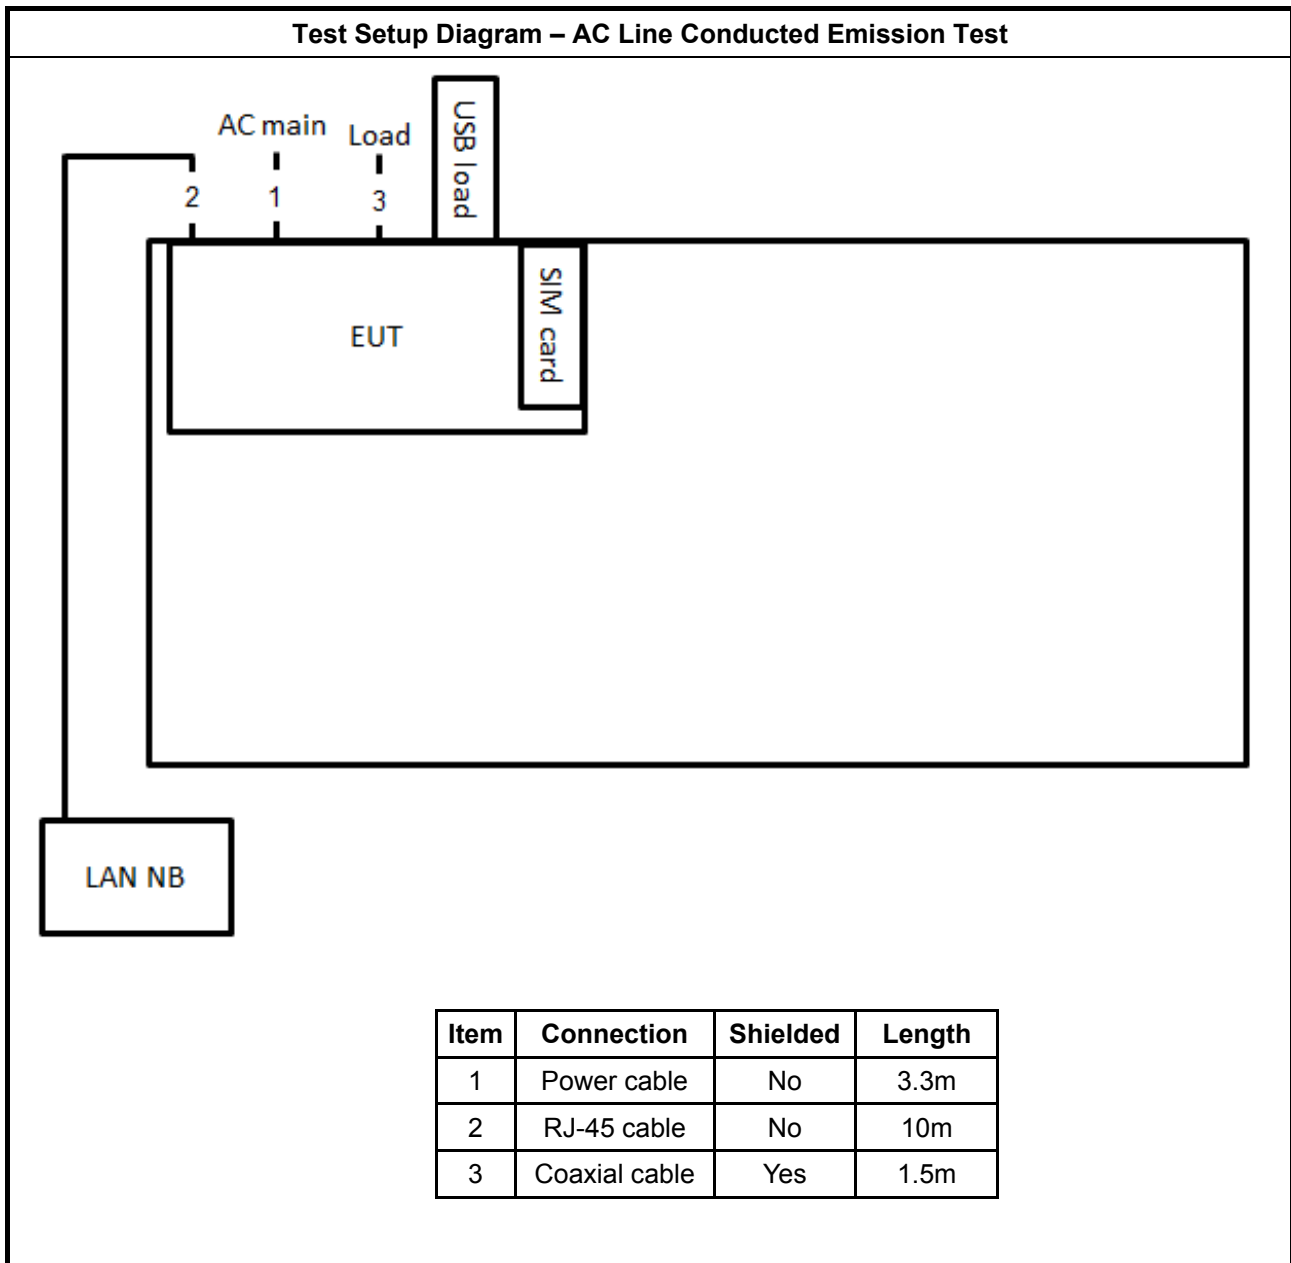 Test Setup Diagram – AC Line Conducted Emission Test
AC main
Load
USB load
2
1
3
EUT
SIM card
LAN NB
Item Connection Shielded Length
1 Power cable No 3.3m
2 RJ-45 cable No 10m
3 Coaxial cable Yes 1.5m